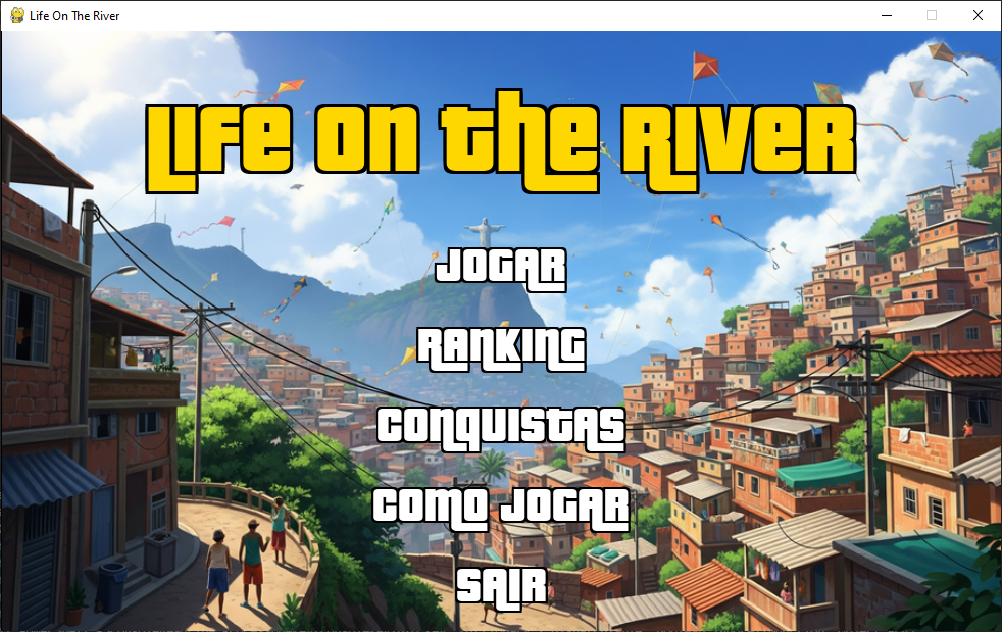 Life On The River
Life on the River
JOGAR
RANKING
CONQUISTAS
COMO JOGAR
SAIR